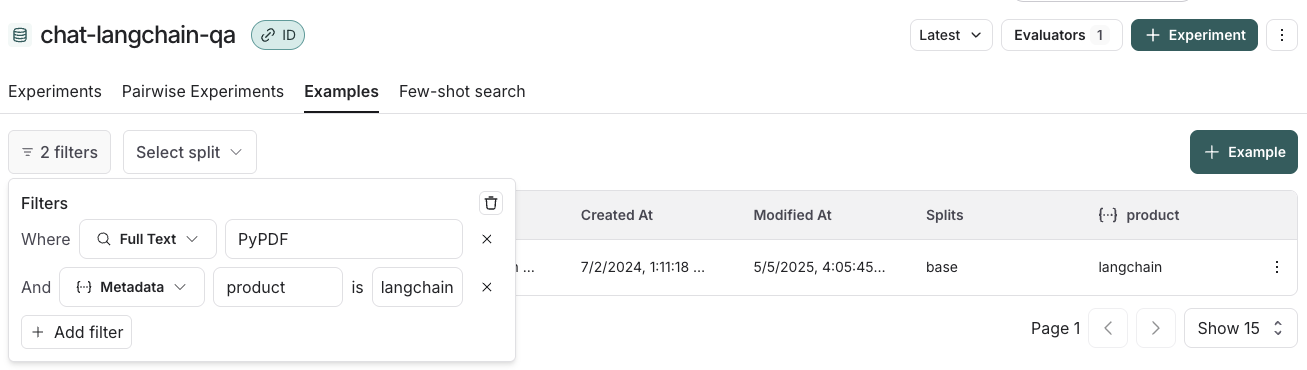 chat-langchain-qa ID Latest Evaluators 1 + Experiment
Experiments Pairwise Experiments Examples Few-shot search
2 filters Select split + Example
Filters
Created At Modified At Splits {···} product
Where Full Text PyPDF
... 7/2/2024, 1:11:18 ... 5/5/2025, 4:05:45... base langchain
And {···} Metadata product is langchain
+ Add filter
Page 1 Show 15